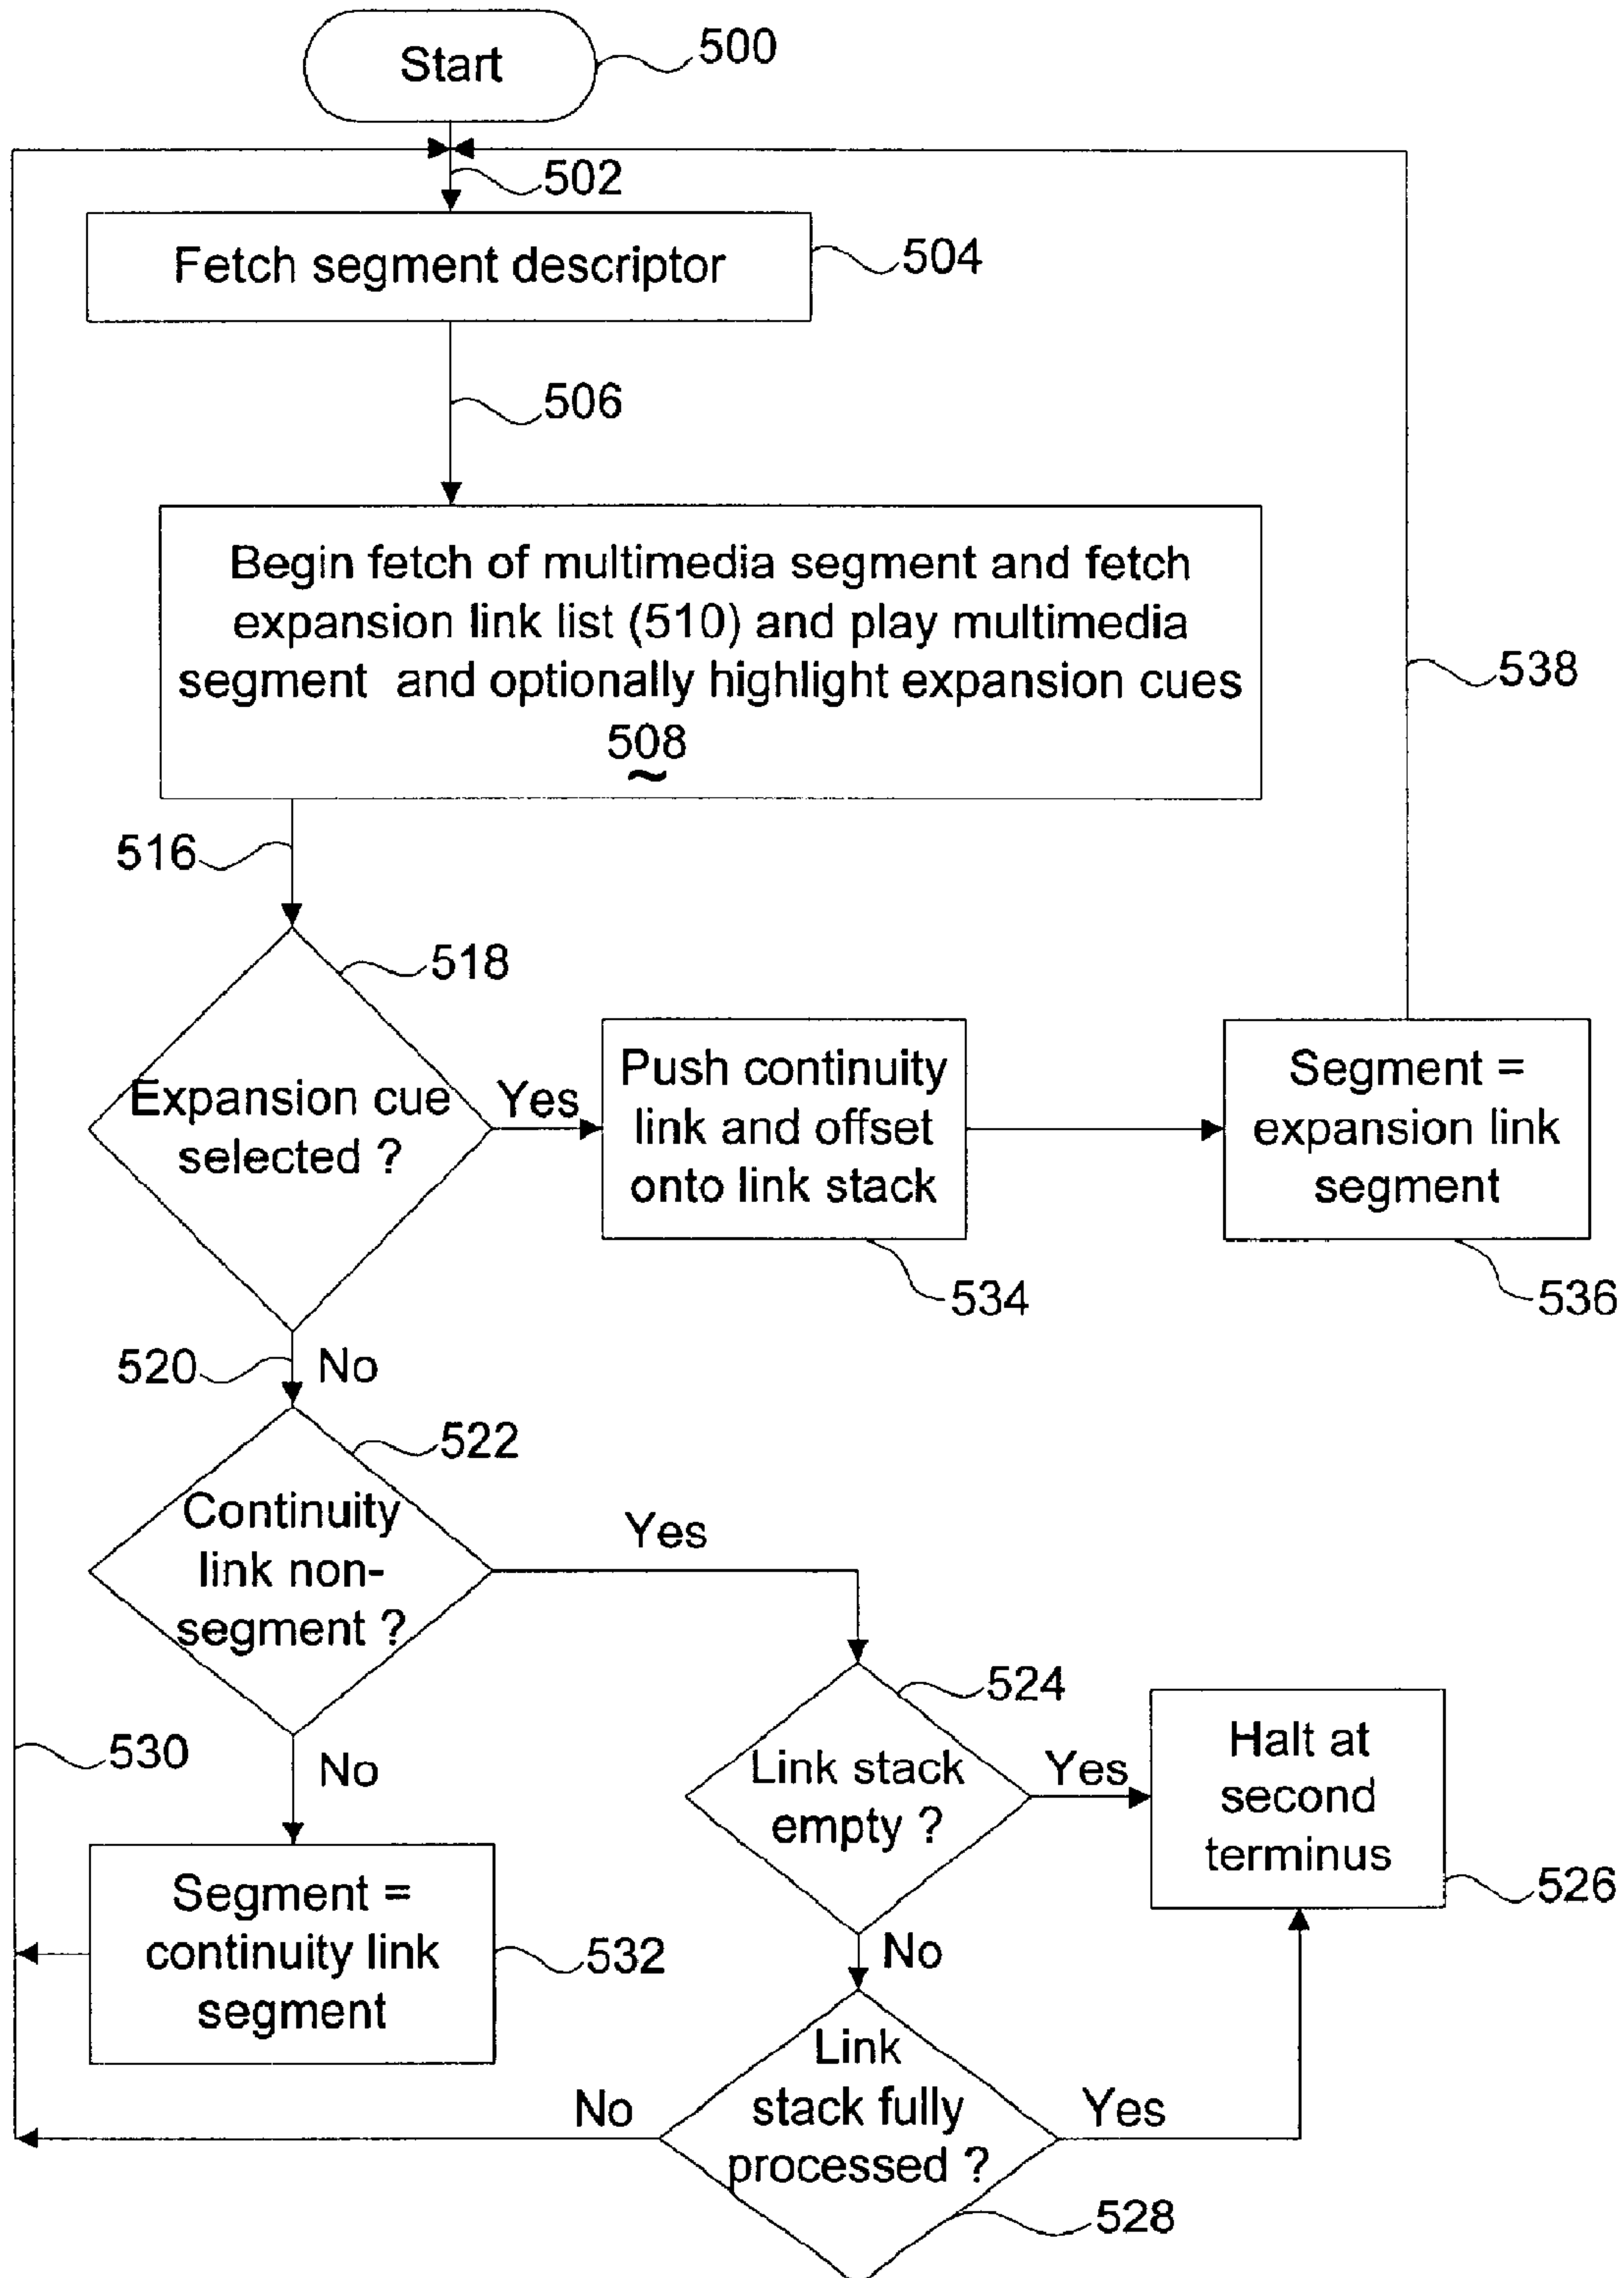 Start
500
502
Fetch segment descriptor
504
506
Begin fetch of multimedia segment and fetch
expansion link list (510) and play multimedia
segment and optionally highlight expansion cues
508
538
516
518
Expansion cue
selected ?
Yes
Push continuity
link and offset
onto link stack
534
Segment =
expansion link
segment
536
520
No
522
Continuity
link non-
segment ?
Yes
524
Link stack
empty ?
Yes
Halt at
second
terminus
526
530
No
Segment =
continuity link
segment
532
No
Link
stack fully
processed ?
No
Yes
528